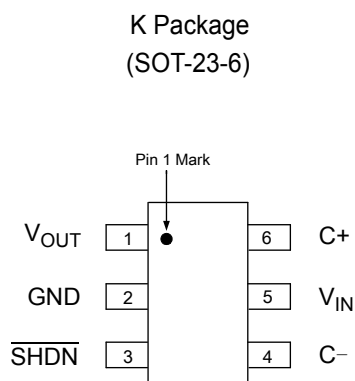 K Package
(SOT-23-6)
Pin 1 Mark
VOUT 1 6 C+
GND 2 5 VIN
SHDN 3 4 C−